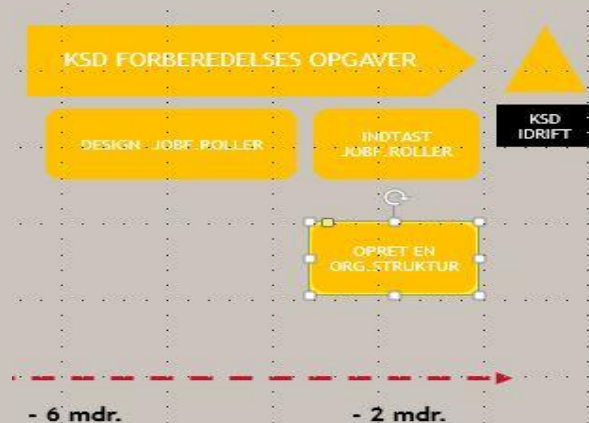 KSD FORBEREDELSES OPGAVER
KSD
IDRIFT
DESIGN JOBF.ROLLER
INDTAST
JOBF.ROLLER
OPRET EN
ORG.STRUKTUR
- 6 mdr.
- 2 mdr.